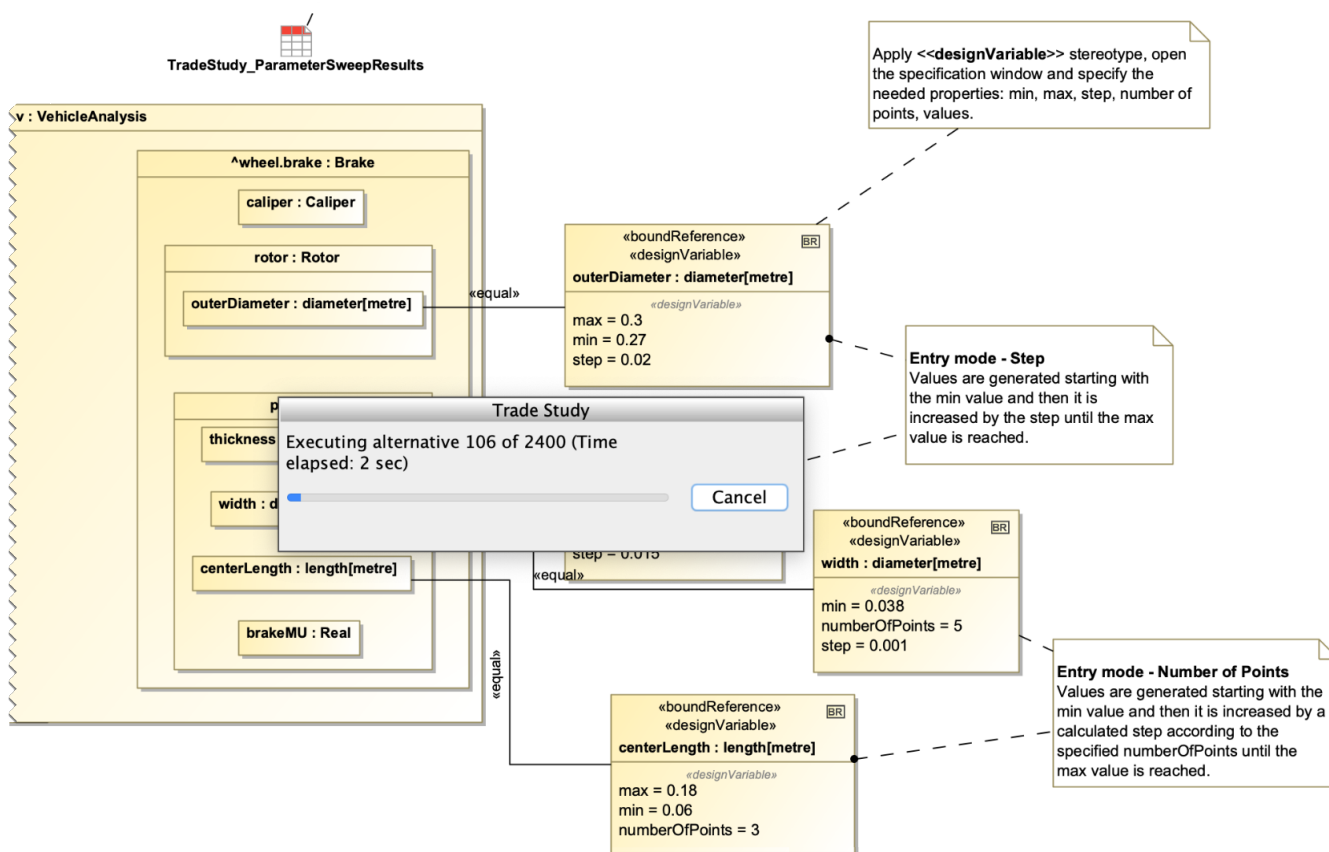 TradeStudy_ParameterSweepResults
v : VehicleAnalysis
^wheel.brake : Brake
caliper : Caliper
rotor : Rotor
outerDiameter : diameter[metre]
«equal»
«boundReference»
BR
«designVariable»
outerDiameter : diameter[metre]
«designVariable»
max = 0.3
min = 0.27
step = 0.02
Apply <<designVariable>> stereotype, open
the specification window and specify the
needed properties: min, max, step, number of
points, values.
Entry mode - Step
Values are generated starting with
the min value and then it is
increased by the step until the max
value is reached.
thickness
width : d
centerLength : length[metre]
brakeMU : Real
Trade Study
Executing alternative 106 of 2400 (Time
elapsed: 2 sec)
Cancel
step = 0.015
«equal»
«equal»
«boundReference»
BR
«designVariable»
width : diameter[metre]
«designVariable»
min = 0.038
numberOfPoints = 5
step = 0.001
Entry mode - Number of Points
Values are generated starting with the
min value and then it is increased by a
calculated step according to the
specified numberOfPoints until the
max value is reached.
«boundReference»
BR
«designVariable»
centerLength : length[metre]
«designVariable»
max = 0.18
min = 0.06
numberOfPoints = 3